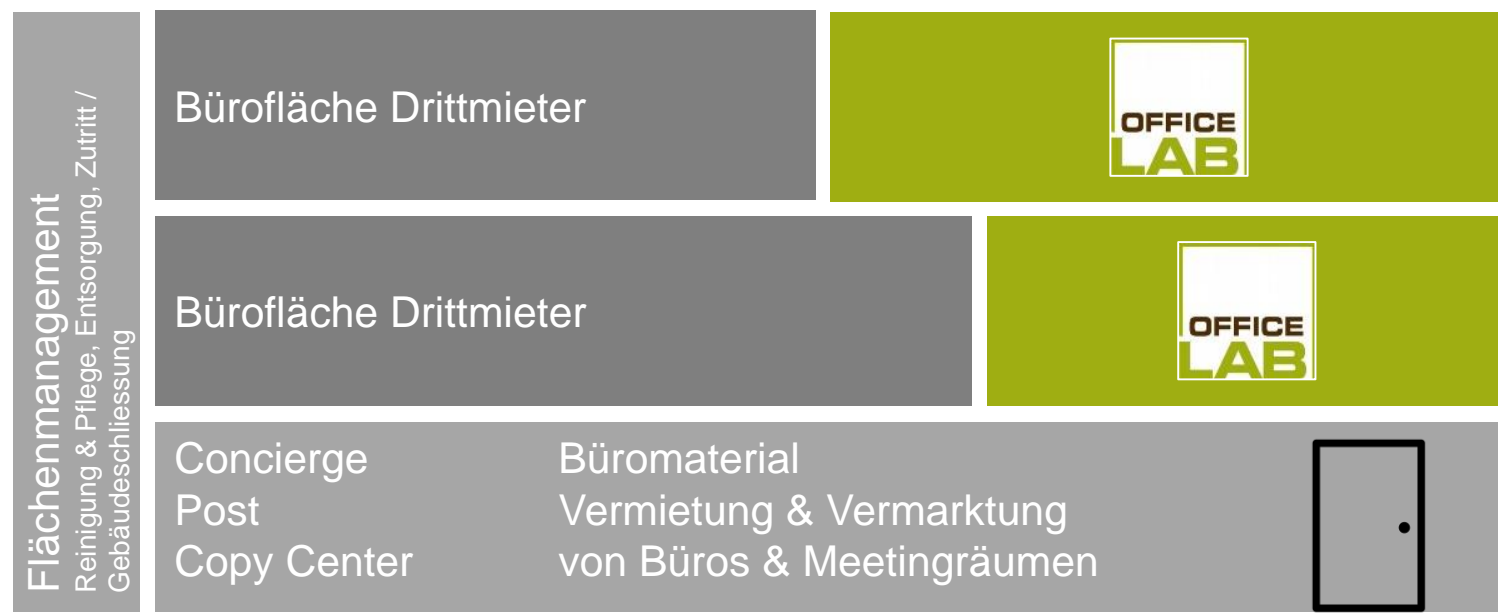 Flächenmanagement
Reinigung & Pflege, Entsorgung, Zutritt /
Gebäudeschliessung
Bürofläche Drittmieter
OFFICE
LAB
Bürofläche Drittmieter
OFFICE
LAB
Concierge
Post
Copy Center
Büromaterial
Vermietung & Vermarktung
von Büros & Meetingräumen